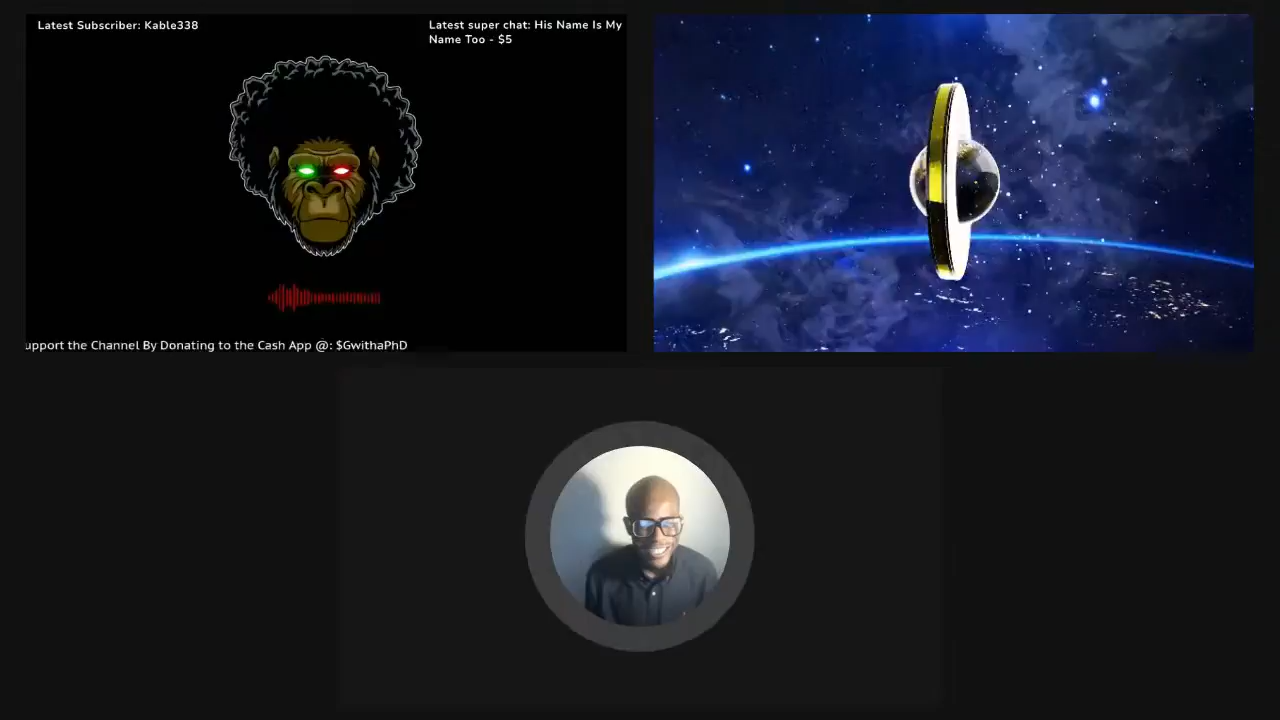 Latest Subscriber: Kable338
Latest super chat: His Name Is My
Name Too - $5
upport the Channel By Donating to the Cash App @: $GwithaPhD